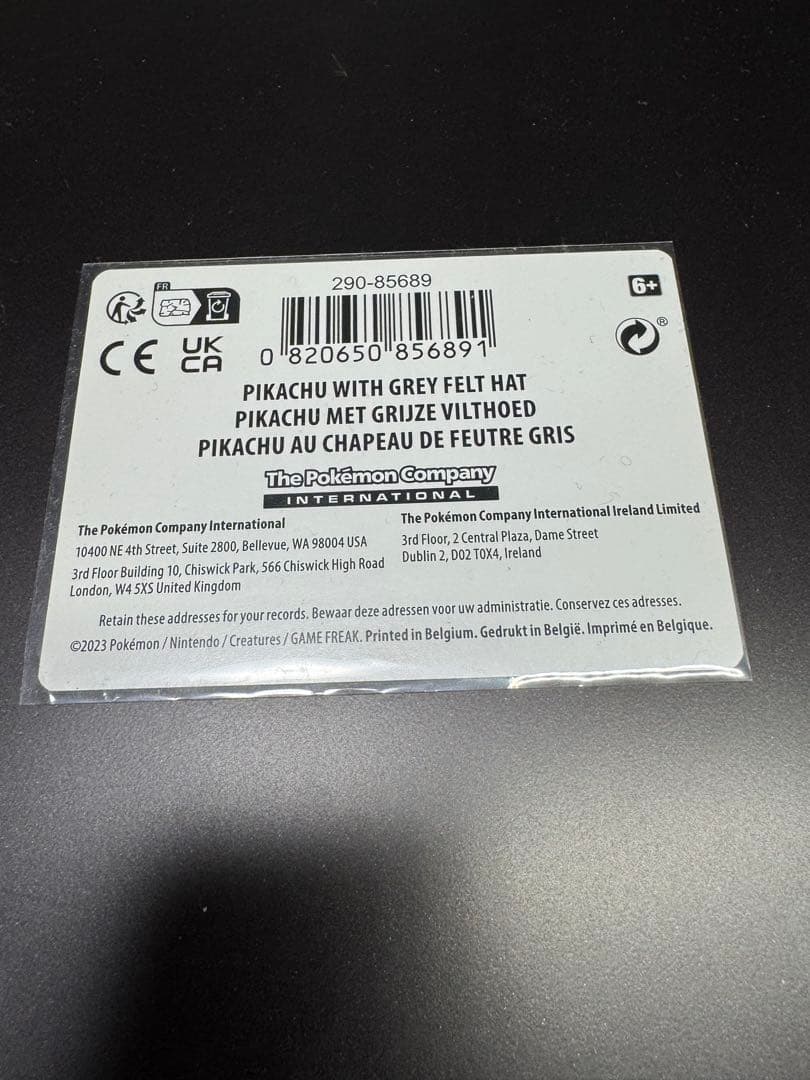 290-85689
6+
FR
®
CE
UK
CA
0 820650 856891
PIKACHU WITH GREY FELT HAT
PIKACHU MET GRIJZE VILTHOED
PIKACHU AU CHAPEAU DE FEUTRE GRIS
The Pokémon Company
INTERNATIONAL
The Pokémon Company International
10400 NE 4th Street, Suite 2800, Bellevue, WA 98004 USA
3rd Floor Building 10, Chiswick Park, 566 Chiswick High Road
London, W4 5XS United Kingdom
The Pokémon Company International Ireland Limited
3rd Floor, 2 Central Plaza, Dame Street
Dublin 2, D02 T0X4, Ireland
Retain these addresses for your records. Bewaar deze adressen voor uw administratie. Conservez ces adresses.
©2023 Pokémon / Nintendo / Creatures / GAME FREAK. Printed in Belgium. Gedrukt in België. Imprimé en Belgique.